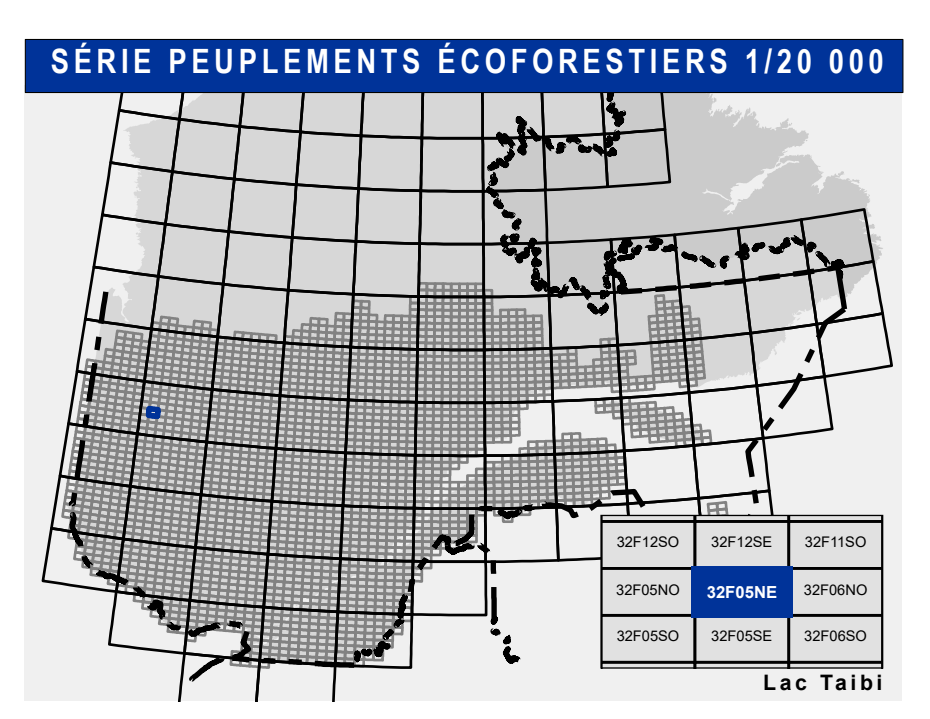 SÉRIE PEUPLEMENTS ÉCOFORESTIERS 1/20 000
32F12SO 32F12SE 32F11SO
32F05NO 32F05NE 32F06NO
32F05SO 32F05SE 32F06SO
Lac Taibi